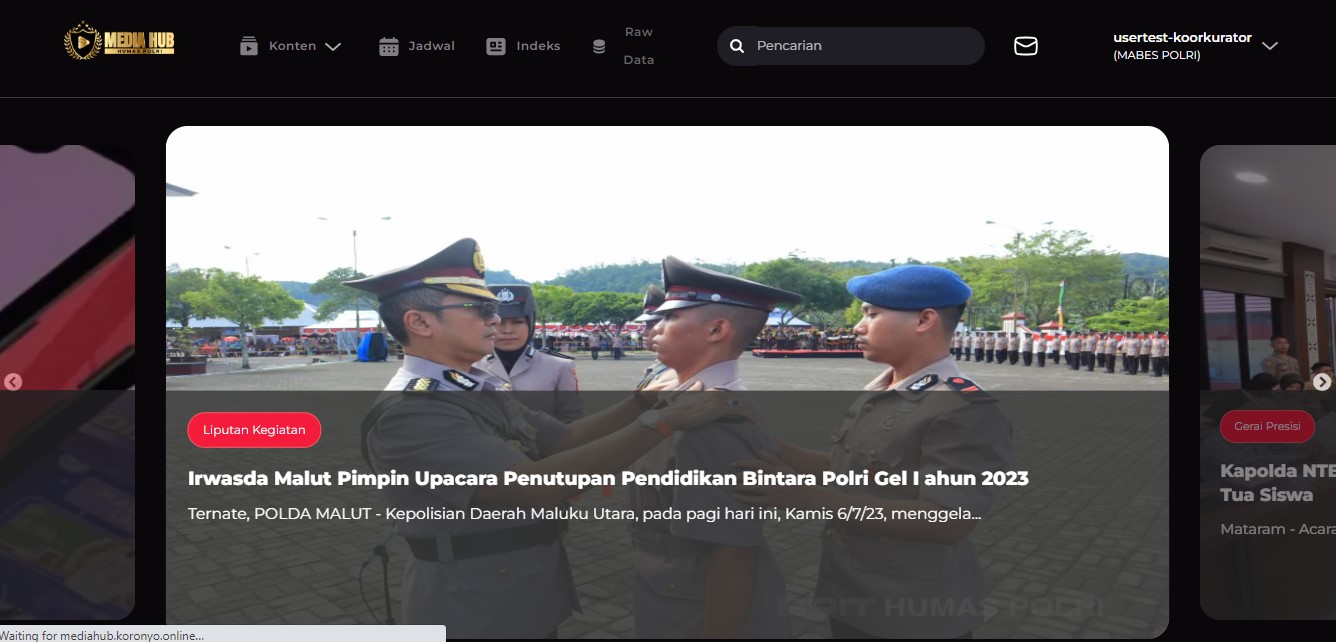 MEDIA HUB
HUMAS POLRI
Konten
Jadwal
Indeks
Raw
Data
Pencarian
usertest-koorkurator
(MABES POLRI)
Liputan Kegiatan
Irwasda Malut Pimpin Upacara Penutupan Pendidikan Bintara Polri Gel I ahun 2023
Ternate, POLDA MALUT - Kepolisian Daerah Maluku Utara, pada pagi hari ini, Kamis 6/7/23, menggela...
HUMAS POLRI
Gerai Presisi
Kapolda NTB
Tua Siswa
Mataram - Acara
Waiting for mediahub.koronyo.online...